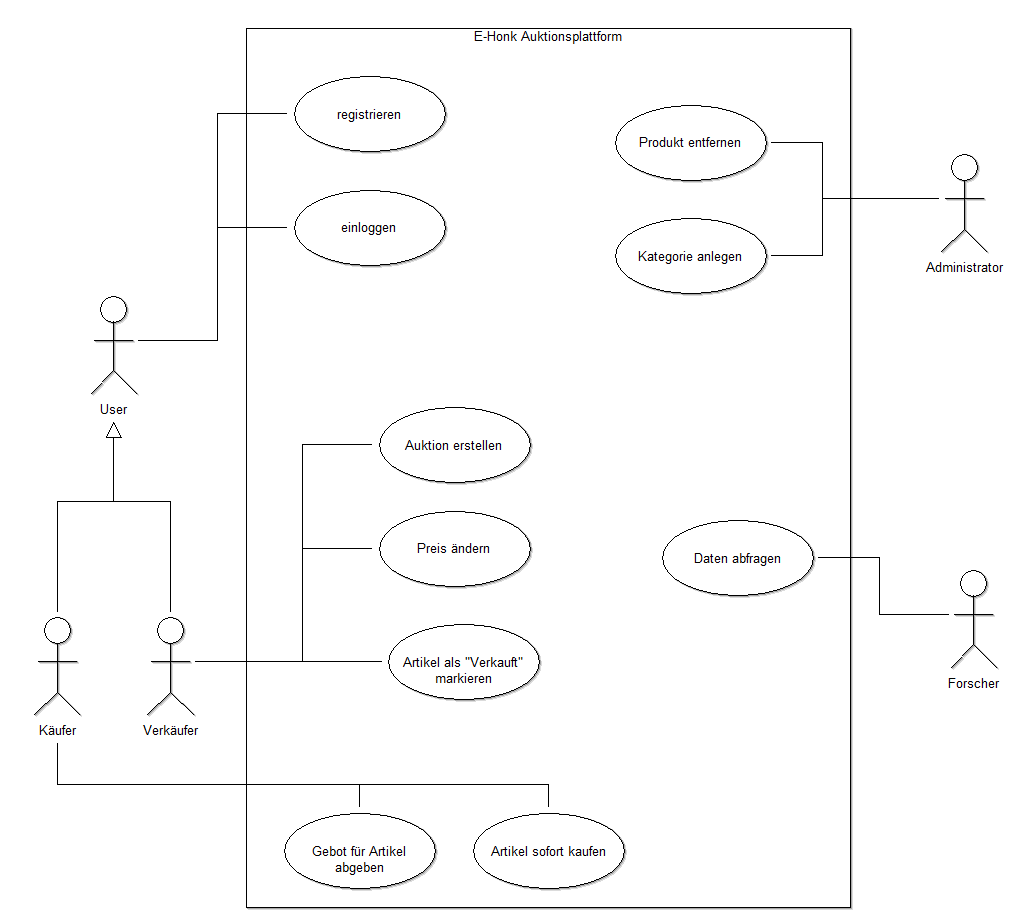 E-Honk Auktionsplattform
registrieren
Produkt entfernen
einloggen
Kategorie anlegen
Administrator
User
Auktion erstellen
Preis ändern
Daten abfragen
Artikel als "Verkauft"
markieren
Forscher
Käufer
Verkäufer
Gebot für Artikel
abgeben
Artikel sofort kaufen